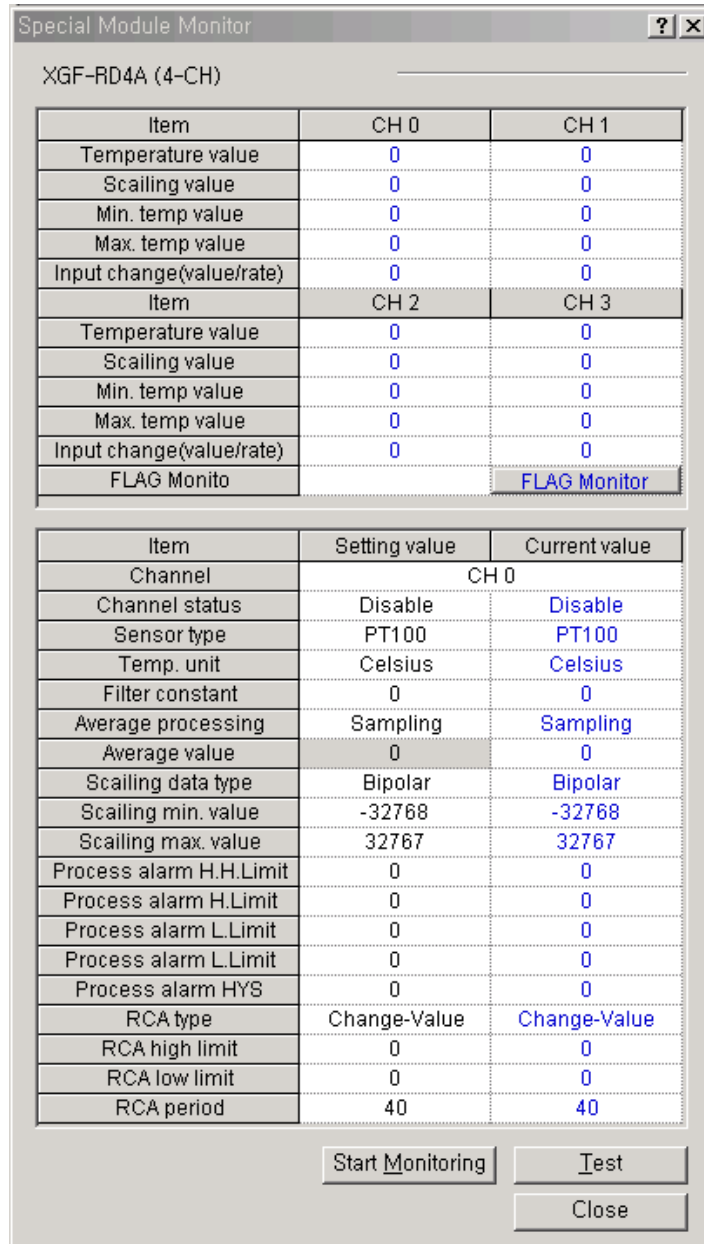 Special Module Monitor ? X
XGF-RD4A (4-CH)
Item CH 0 CH 1
Temperature value 0 0
Scailing value 0 0
Min. temp value 0 0
Max. temp value 0 0
Input change(value/rate) 0 0
Item CH 2 CH 3
Temperature value 0 0
Scailing value 0 0
Min. temp value 0 0
Max. temp value 0 0
Input change(value/rate) 0 0
FLAG Monito FLAG Monitor
Item Setting value Current value
Channel CH 0
Channel status Disable Disable
Sensor type PT100 PT100
Temp. unit Celsius Celsius
Filter constant 0 0
Average processing Sampling Sampling
Average value 0 0
Scailing data type Bipolar Bipolar
Scailing min. value -32768 -32768
Scailing max. value 32767 32767
Process alarm H.H.Limit 0 0
Process alarm H.Limit 0 0
Process alarm L.Limit 0 0
Process alarm L.Limit 0 0
Process alarm HYS 0 0
RCA type Change-Value Change-Value
RCA high limit 0 0
RCA low limit 0 0
RCA period 40 40
Start Monitoring Test
Close